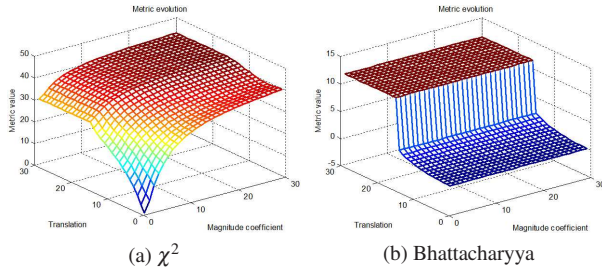 Metric evolution
50
40
30
20
10
0
Metric value
30
20
10
0
Translation
0
10
20
30
Magnitude coefficient
(a) χ²
Metric evolution
15
10
5
0
-5
Metric value
30
20
10
0
Translation
0
10
20
30
Magnitude coefficient
(b) Bhattacharyya